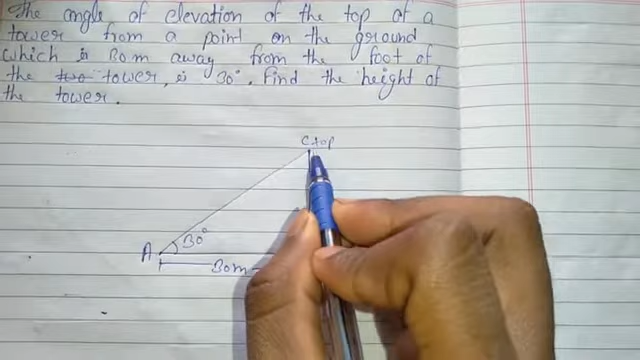 The angle of elevation of the top of a
tower from a point on the ground
which is 30m away from the foot of
the tower, is 30°. Find the height of
the tower.
C top
30°
A
30m